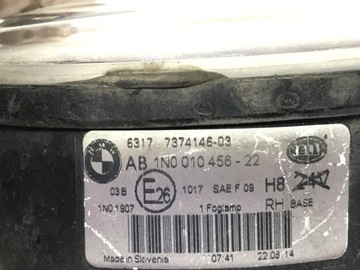 6317 7374146-03
AB 1N0 010 456-22
HELLA
03 B E26 1017 SAE F 09 H8 24V
1N0.1907 1 Foglamp RH BASE
Made in Slovenia 07:41 22.08.14